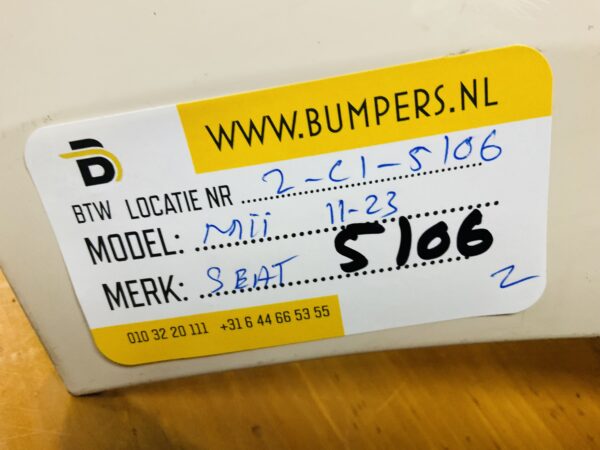 WWW.BUMPERS.NL
BTW LOCATIE NR 2-C1-5106
MODEL: Mii 11-23
MERK: SEAT 5106
2
010 32 20 111 +31 6 44 66 53 55